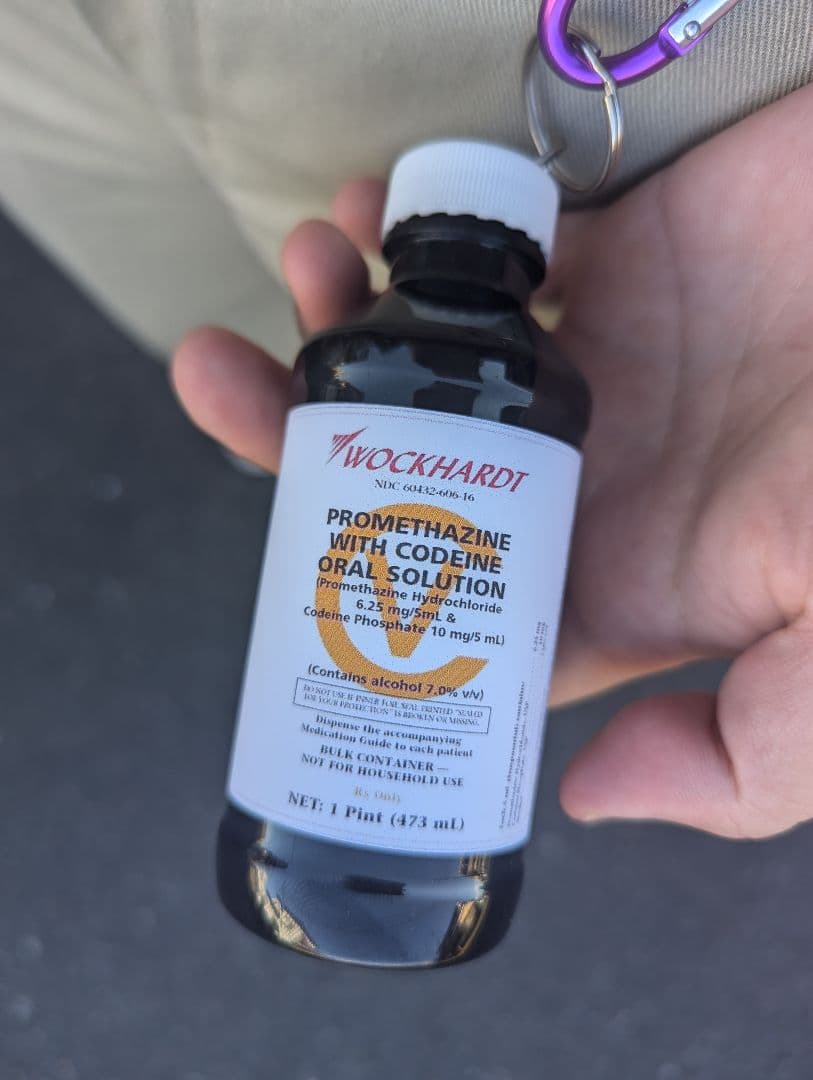 WOCKHARDT
NDC 60432-606-16
PROMETHAZINE
WITH CODEINE
ORAL SOLUTION
(Promethazine Hydrochloride
6.25 mg/5mL &
Codeine Phosphate 10 mg/5 mL)
CV
(Contains alcohol 7.0% v/v)
DO NOT USE IF INNER FOIL SEAL PRINTED "SEALED
FOR YOUR PROTECTION" IS BROKEN OR MISSING.
Dispense the accompanying
Medication Guide to each patient
BULK CONTAINER —
NOT FOR HOUSEHOLD USE
Rx Only
NET: 1 Pint (473 mL)